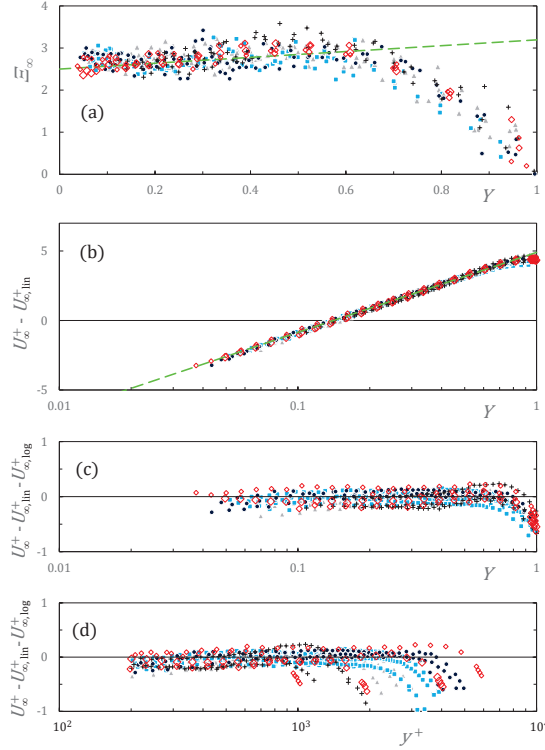 4
3
2
1
0
Ξ∞
(a)
0 0.2 0.4 0.6 0.8 1
Y
5
0
-5
U∞⁺ - U∞,lin⁺
(b)
0.01 0.1 1
Y
1
0
-1
U∞⁺ - U∞,lin⁺ - U∞,log⁺
(c)
0.01 0.1 1
Y
1
0
-1
U∞⁺ - U∞,lin⁺ - U∞,log⁺
(d)
10² 10³
y⁺